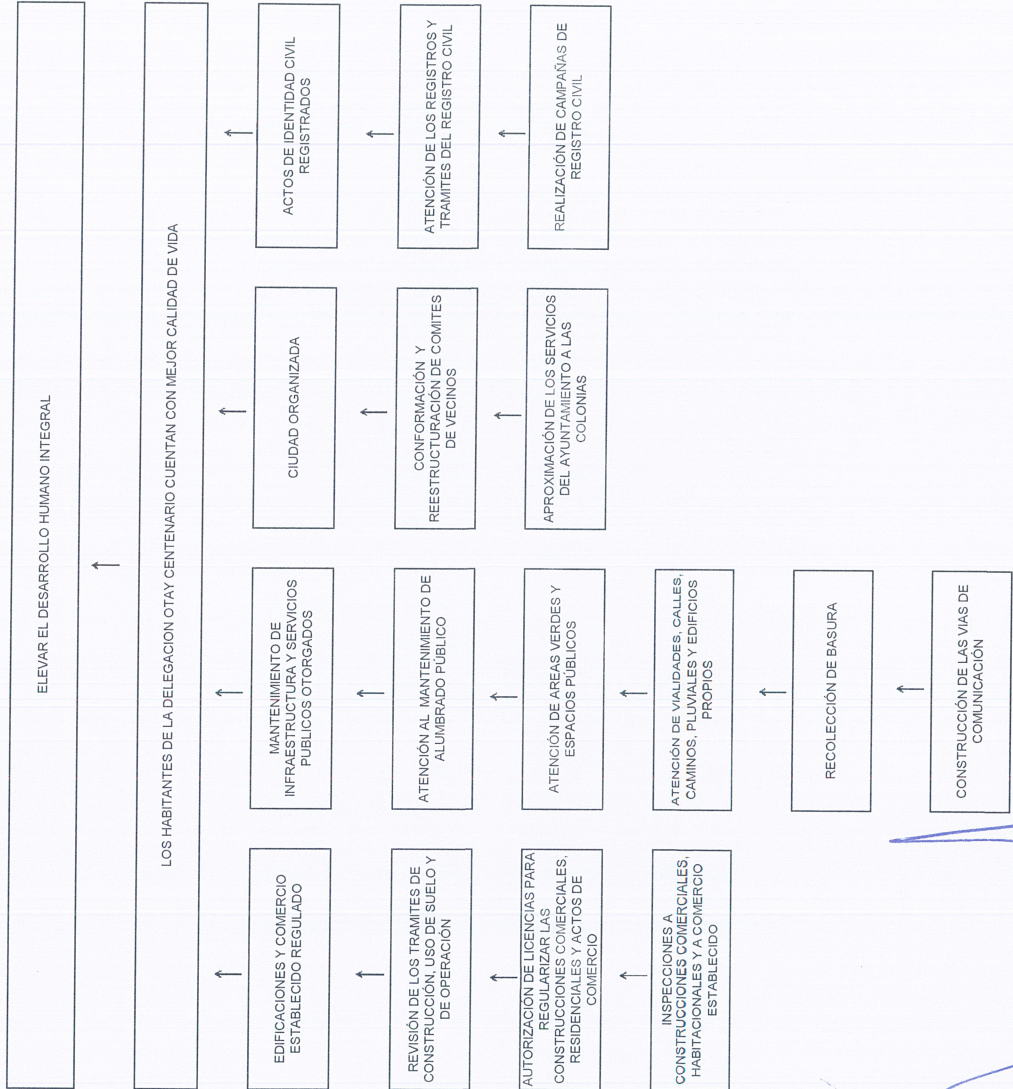 ELEVAR EL DESARROLLO HUMANO INTEGRAL
LOS HABITANTES DE LA DELEGACION OTAY CENTENARIO CUENTAN CON MEJOR CALIDAD DE VIDA
EDIFICACIONES Y COMERCIO
ESTABLECIDO REGULADO
MANTENIMIENTO DE
INFRAESTRUCTURA Y SERVICIOS
PUBLICOS OTORGADOS
CIUDAD ORGANIZADA
ACTOS DE IDENTIDAD CIVIL
REGISTRADOS
REVISIÓN DE LOS TRAMITES DE
CONSTRUCCIÓN, USO DE SUELO Y
DE OPERACIÓN
ATENCIÓN AL MANTENIMIENTO DE
ALUMBRADO PÚBLICO
CONFORMACIÓN Y
REESTRUCTURACIÓN DE COMITES
DE VECINOS
ATENCIÓN DE LOS REGISTROS Y
TRAMITES DEL REGISTRO CIVIL
AUTORIZACIÓN DE LICENCIAS PARA
REGULARIZAR LAS
CONSTRUCCIONES COMERCIALES,
RESIDENCIALES Y ACTOS DE
COMERCIO
ATENCIÓN DE AREAS VERDES Y
ESPACIOS PÚBLICOS
APROXIMACIÓN DE LOS SERVICIOS
DEL AYUNTAMIENTO A LAS
COLONIAS
REALIZACIÓN DE CAMPAÑAS DE
REGISTRO CIVIL
INSPECCIONES A
CONSTRUCCIONES COMERCIALES,
HABITACIONALES Y A COMERCIO
ESTABLECIDO
ATENCIÓN DE VIALIDADES, CALLES,
CAMINOS, PLUVIALES Y EDIFICIOS
PROPIOS
RECOLECCIÓN DE BASURA
CONSTRUCCIÓN DE LAS VIAS DE
COMUNICACIÓN